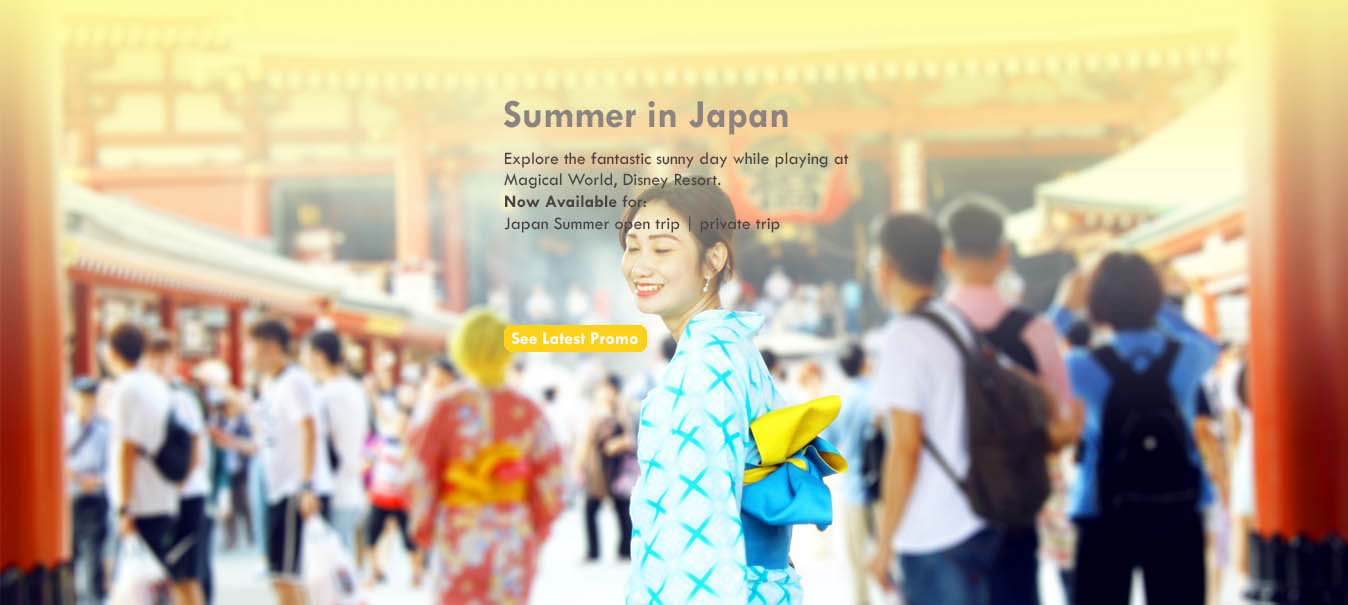 Summer in Japan
Explore the fantastic sunny day while playing at
Magical World, Disney Resort.
Now Available for:
Japan Summer open trip | private trip
See Latest Promo